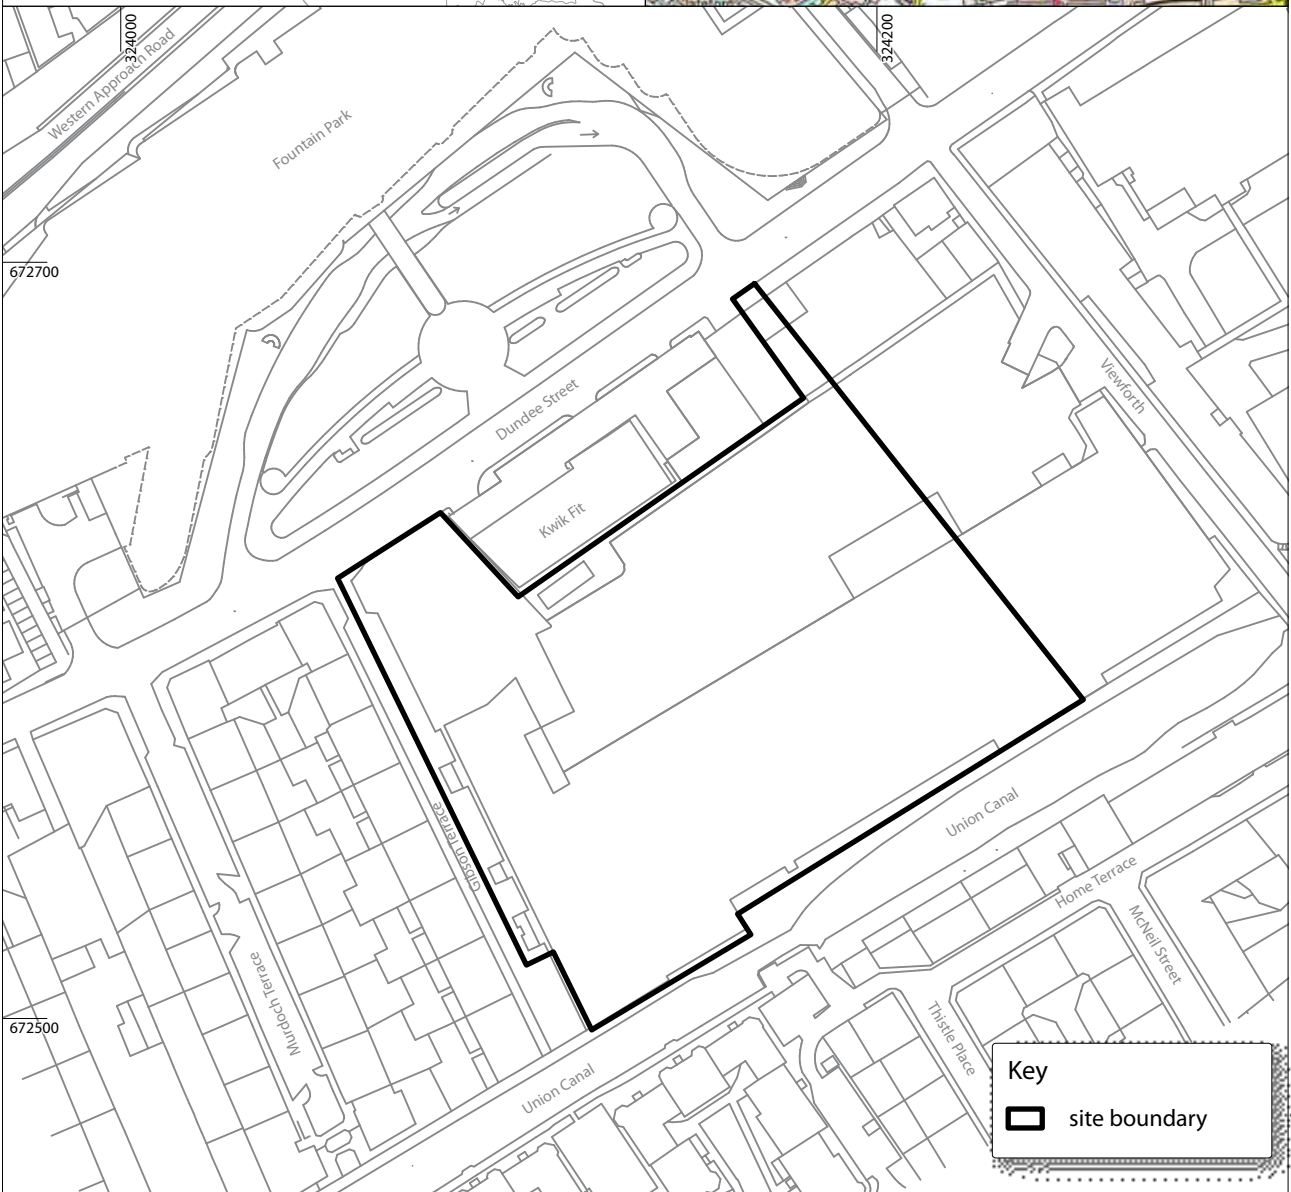 324000
324200
Western Approach Road
Fountain Park
672700
Dundee Street
Viewforth
Kwik Fit
Gibson Terrace
Union Canal
Home Terrace
McNeil Street
Murdoch Terrace
Thistle Place
672500
Union Canal
Key
site boundary